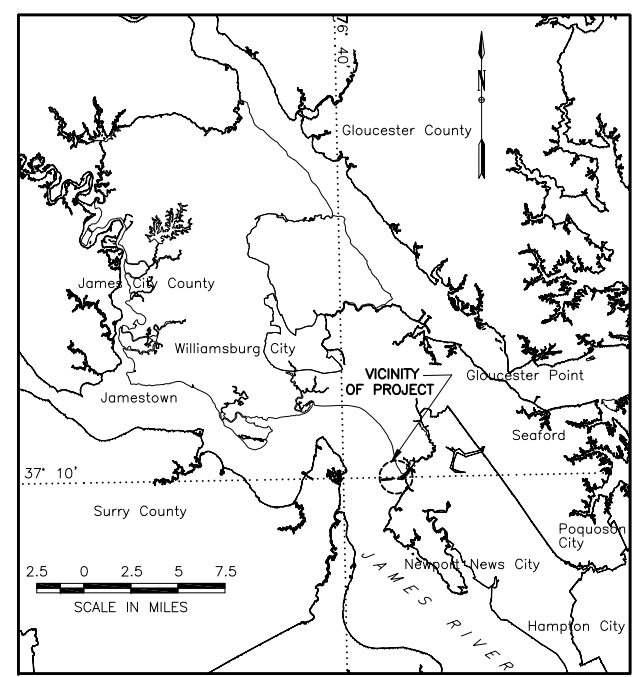 76° 40'
N
Gloucester County
James City County
Williamsburg City
VICINITY
OF PROJECT
Gloucester Point
Jamestown
Seaford
37° 10'
Surry County
Poquoson
City
2.5 0 2.5 5 7.5
SCALE IN MILES
Newport News City
JAMES RIVER
Hampton City